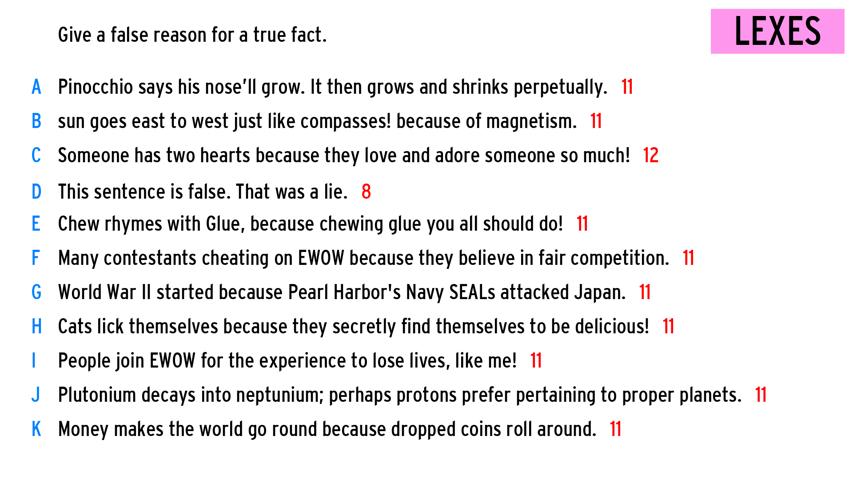 Give a false reason for a true fact.
LEXES
A Pinocchio says his nose'll grow. It then grows and shrinks perpetually. 11
B sun goes east to west just like compasses! because of magnetism. 11
C Someone has two hearts because they love and adore someone so much! 12
D This sentence is false. That was a lie. 8
E Chew rhymes with Glue, because chewing glue you all should do! 11
F Many contestants cheating on EWOW because they believe in fair competition. 11
G World War II started because Pearl Harbor's Navy SEALs attacked Japan. 11
H Cats lick themselves because they secretly find themselves to be delicious! 11
I People join EWOW for the experience to lose lives, like me! 11
J Plutonium decays into neptunium; perhaps protons prefer pertaining to proper planets. 11
K Money makes the world go round because dropped coins roll around. 11